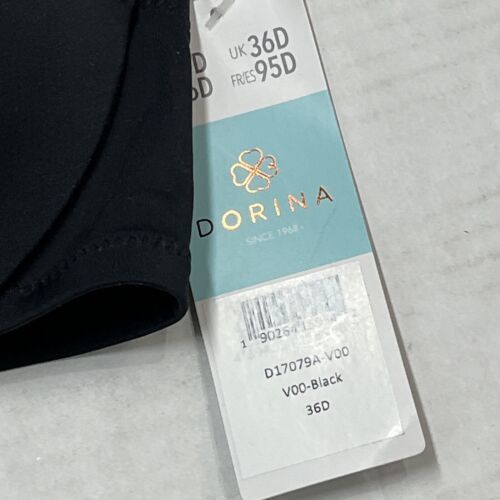 UK 36D
FR/ES 95D
DORINA
SINCE 1968
D17079A-V00
V00-Black
36D